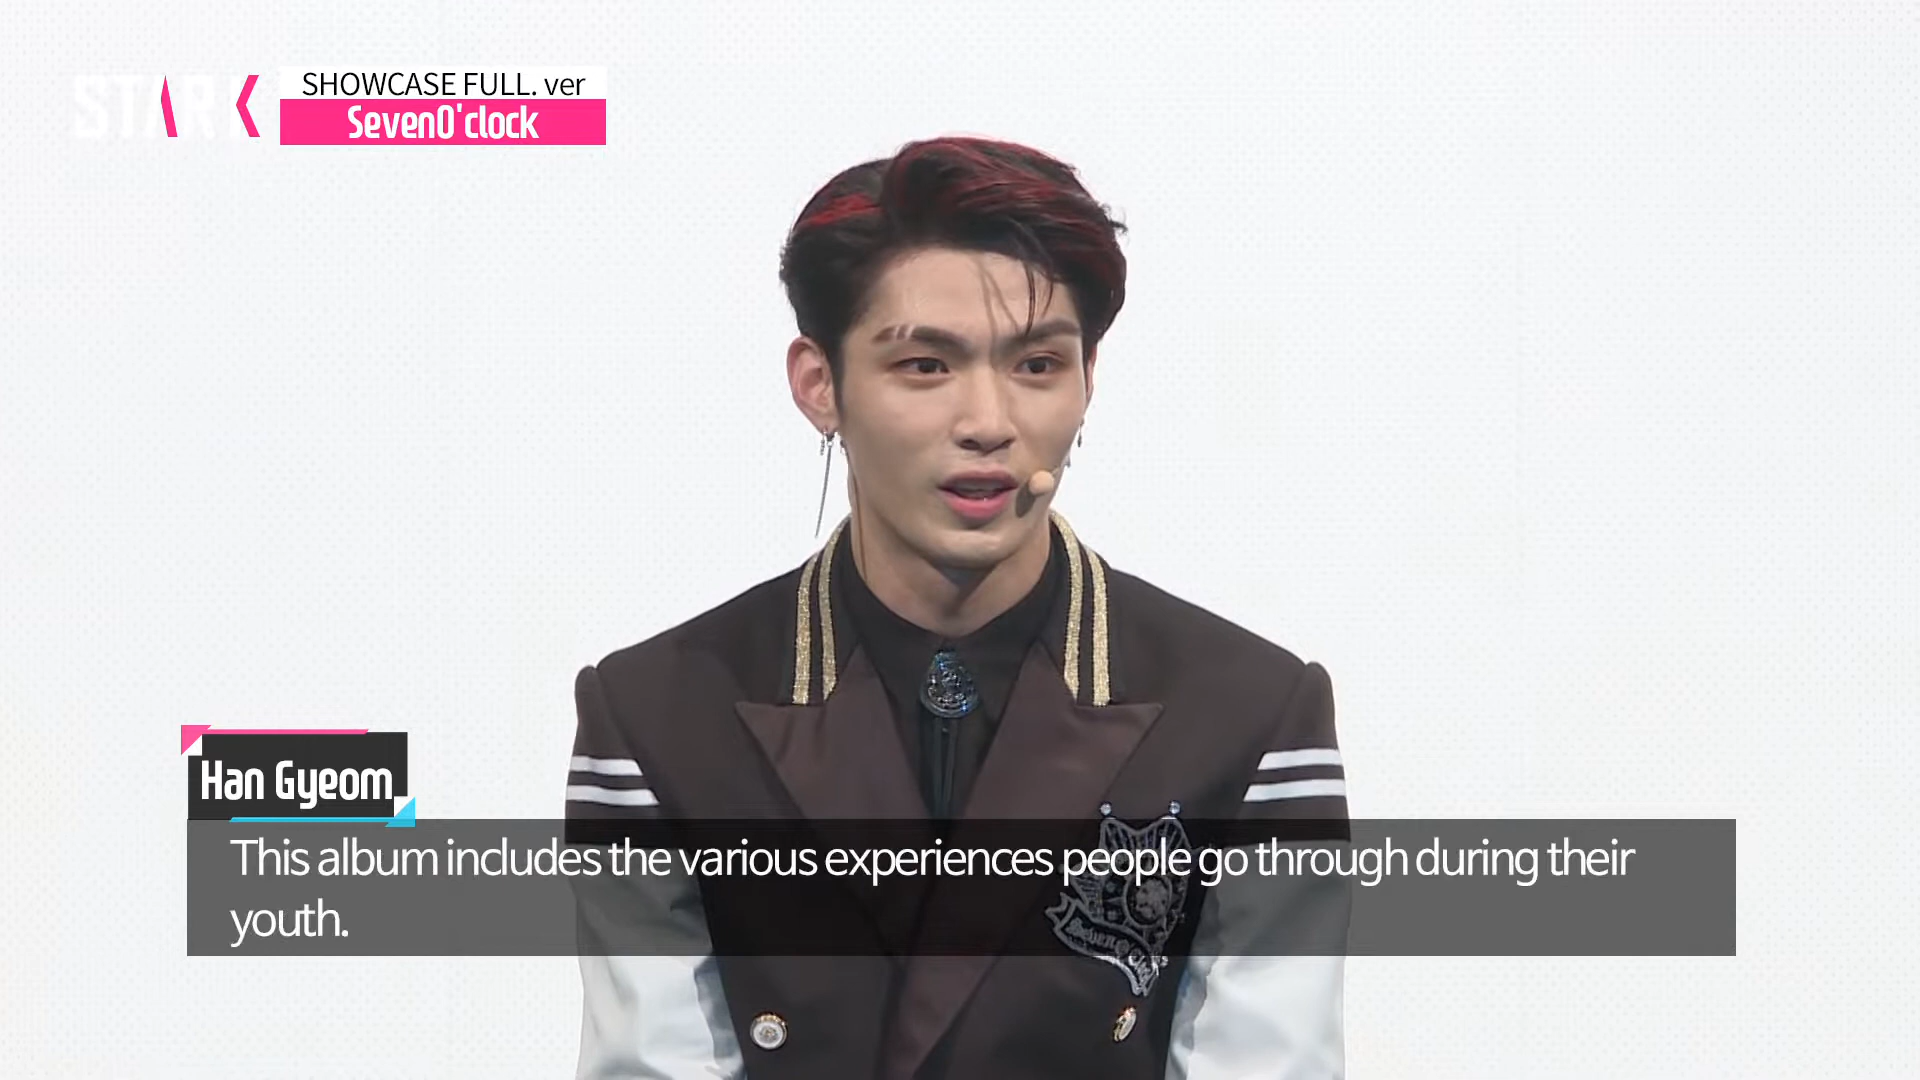 STAR K
SHOWCASE FULL. ver
SevenO'clock
Han Gyeom
This album includes the various experiences people go through during their
youth.